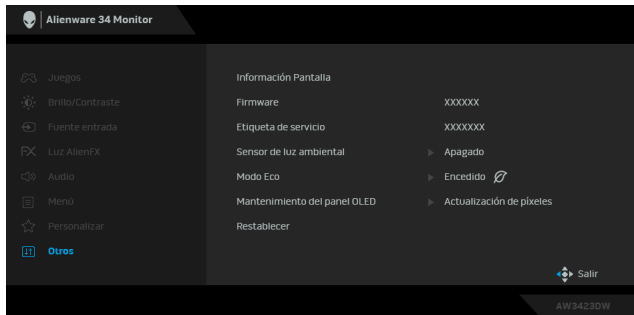 Alienware 34 Monitor
Juegos
Información Pantalla
Brillo/Contraste
Firmware XXXXXX
Fuente entrada
Etiqueta de servicio XXXXXXX
FX Luz AlienFX
Sensor de luz ambiental Apagado
Audio
Modo Eco Encedido
Menú
Mantenimiento del panel OLED Actualización de píxeles
Personalizar
Restablecer
Otros
Salir
AW3423DW